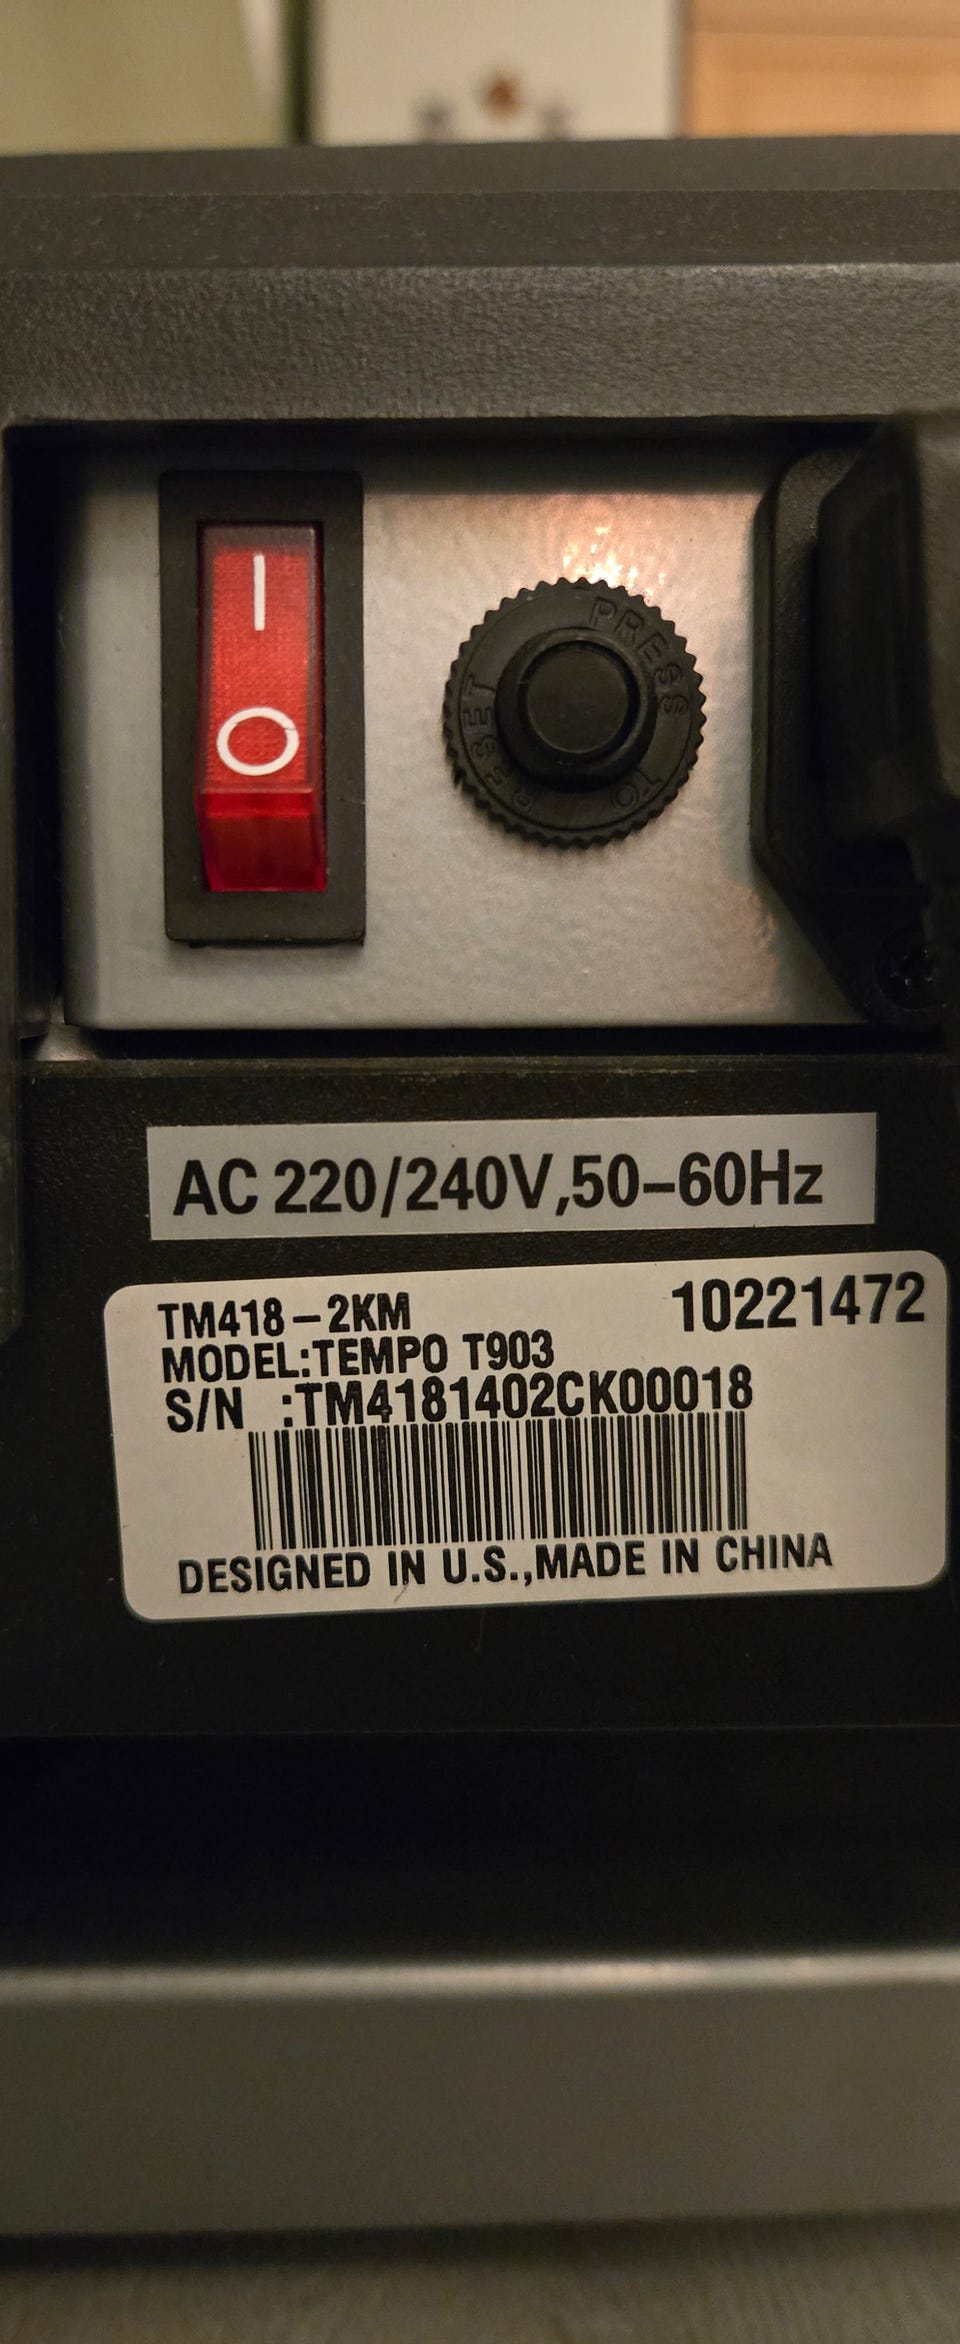 I
O
PRESS TO RESET
AC 220/240V,50-60Hz
TM418-2KM 10221472
MODEL:TEMPO T903
S/N :TM4181402CK00018
DESIGNED IN U.S.,MADE IN CHINA